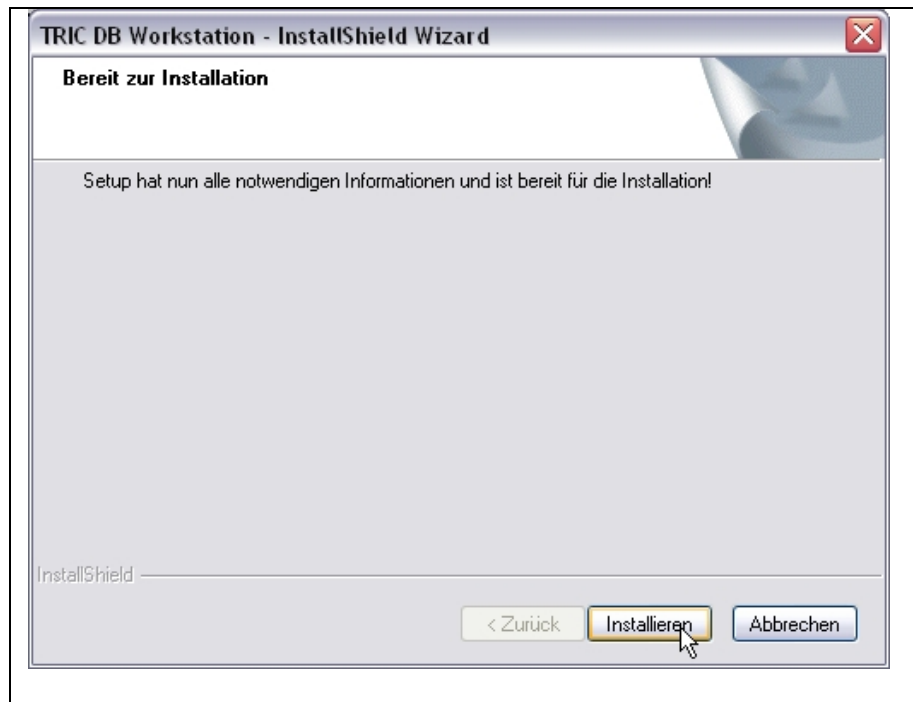 TRIC DB Workstation - InstallShield Wizard
Bereit zur Installation
Setup hat nun alle notwendigen Informationen und ist bereit für die Installation!
InstallShield
< Zurück Installieren Abbrechen